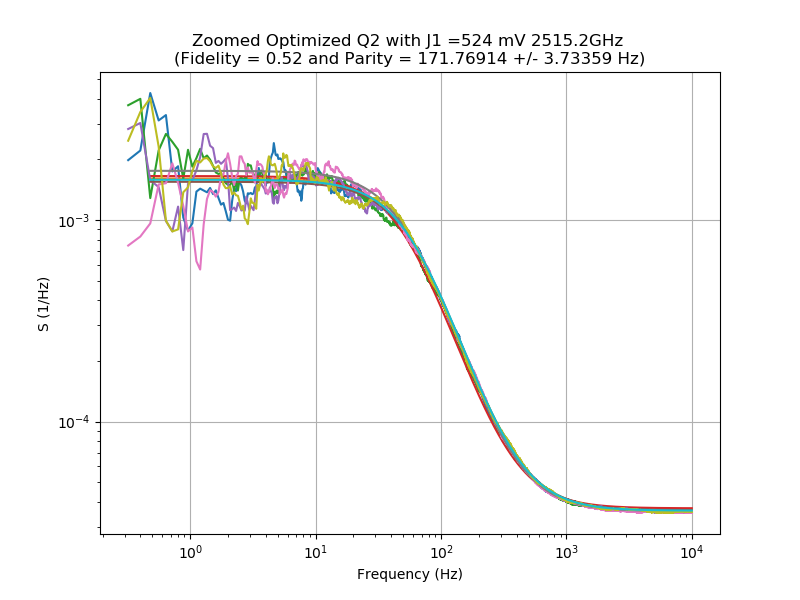 Zoomed Optimized Q2 with J1 =524 mV 2515.2GHz
(Fidelity = 0.52 and Parity = 171.76914 +/- 3.73359 Hz)
S (1/Hz)
10⁻³
10⁻⁴
10⁰ 10¹ 10² 10³ 10⁴
Frequency (Hz)